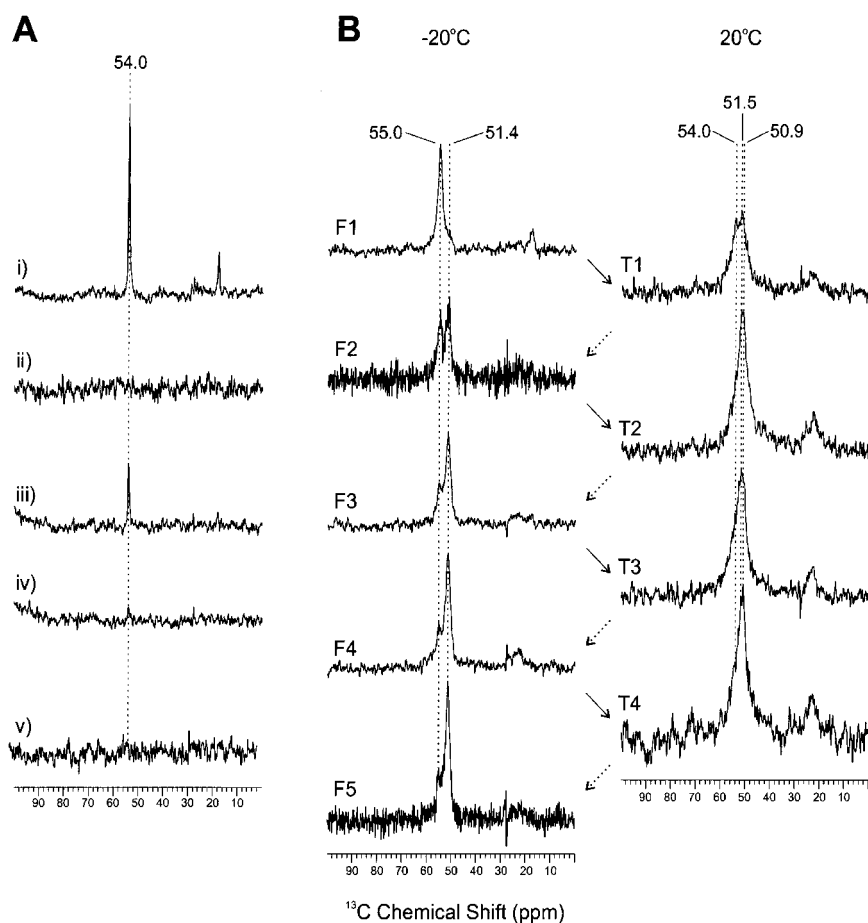 A
B
-20°C
20°C
54.0
55.0
51.4
51.5
54.0
50.9
i)
ii)
iii)
iv)
v)
F1
F2
F3
F4
F5
T1
T2
T3
T4
90 80 70 60 50 40 30 20 10
90 80 70 60 50 40 30 20 10
90 80 70 60 50 40 30 20 10
¹³C Chemical Shift (ppm)